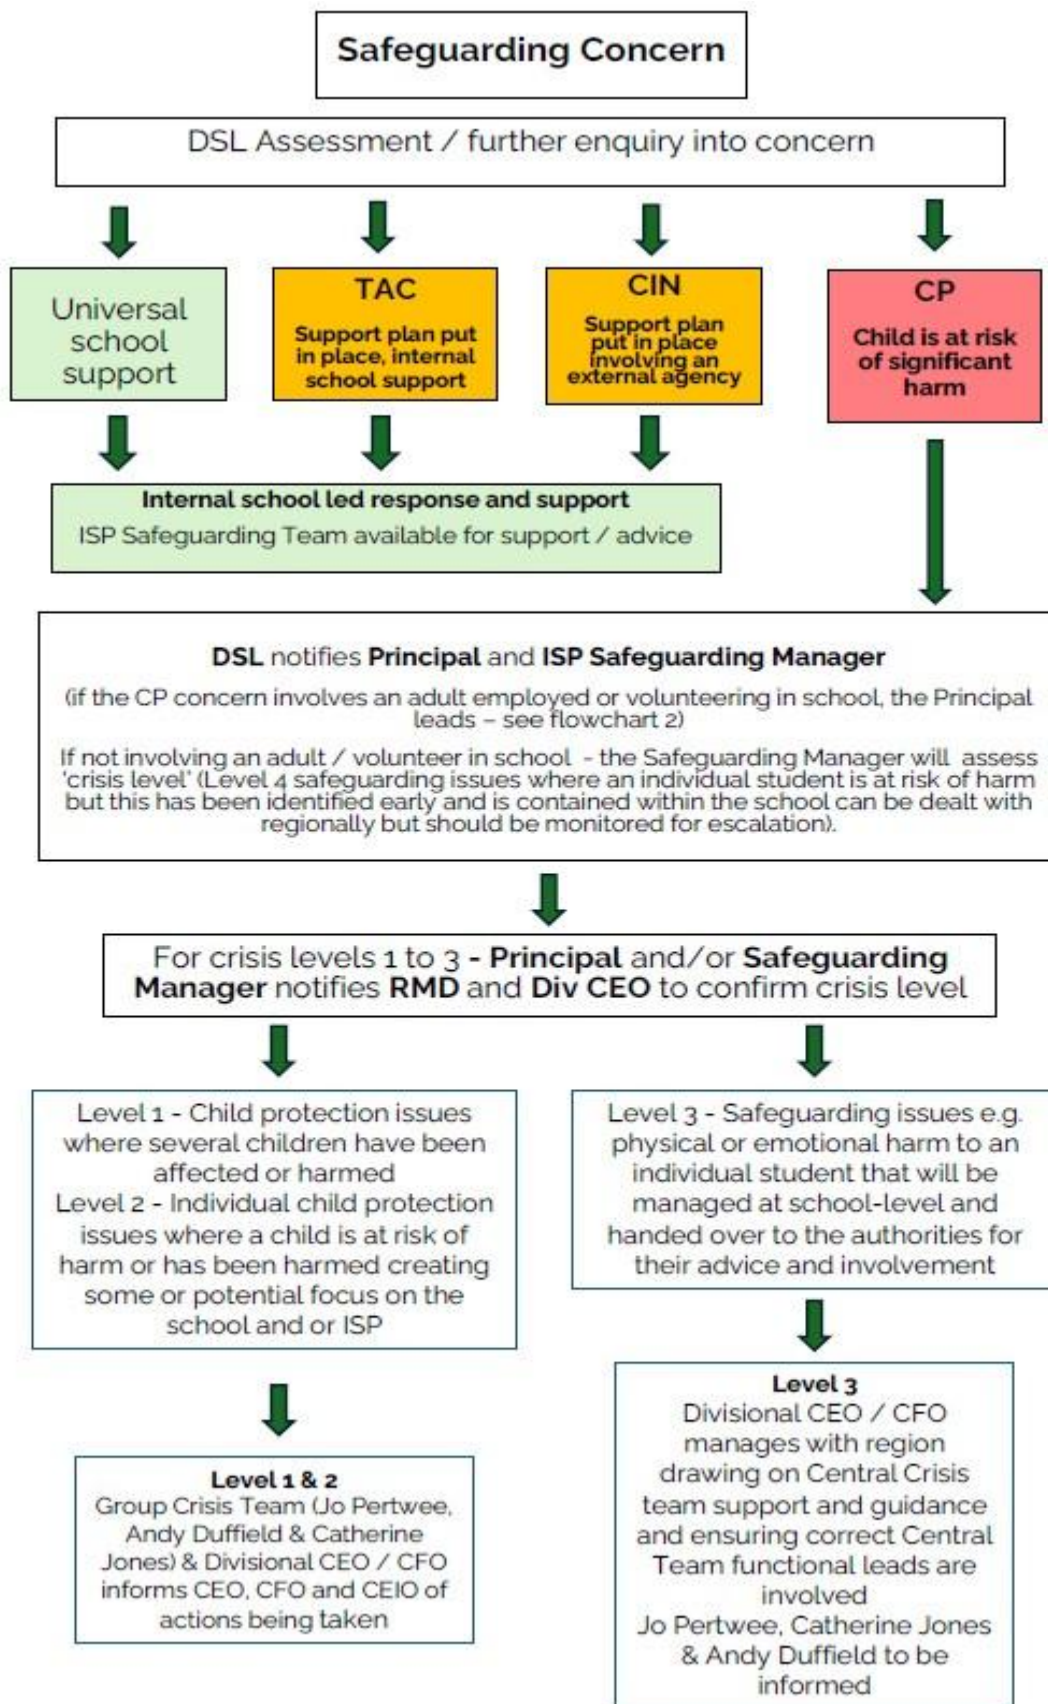 Safeguarding Concern
DSL Assessment / further enquiry into concern
Universal
school
support
TAC
Support plan put
in place, internal
school support
CIN
Support plan
put in place
involving an
external agency
CP
Child is at risk
of significant
harm
Internal school led response and support
ISP Safeguarding Team available for support / advice
DSL notifies Principal and ISP Safeguarding Manager
(if the CP concern involves an adult employed or volunteering in school, the Principal
leads – see flowchart 2)
If not involving an adult / volunteer in school - the Safeguarding Manager will assess
'crisis level' (Level 4 safeguarding issues where an individual student is at risk of harm
but this has been identified early and is contained within the school can be dealt with
regionally but should be monitored for escalation).
For crisis levels 1 to 3 - Principal and/or Safeguarding
Manager notifies RMD and Div CEO to confirm crisis level
Level 1 - Child protection issues
where several children have been
affected or harmed
Level 2 - Individual child protection
issues where a child is at risk of
harm or has been harmed creating
some or potential focus on the
school and or ISP
Level 3 - Safeguarding issues e.g.
physical or emotional harm to an
individual student that will be
managed at school-level and
handed over to the authorities for
their advice and involvement
Level 1 & 2
Group Crisis Team (Jo Pertwee,
Andy Duffield & Catherine
Jones) & Divisional CEO / CFO
informs CEO, CFO and CEIO of
actions being taken
Level 3
Divisional CEO / CFO
manages with region
drawing on Central Crisis
team support and guidance
and ensuring correct Central
Team functional leads are
involved
Jo Pertwee, Catherine Jones
& Andy Duffield to be
informed